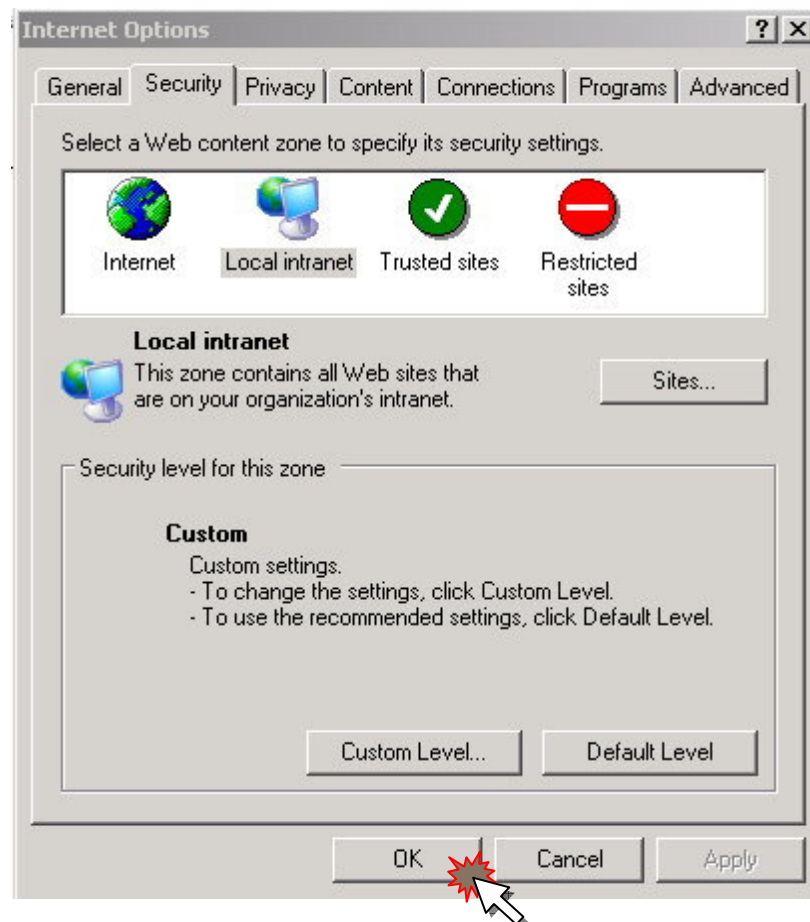 Internet Options
?
General Security Privacy Content Connections Programs Advanced
Select a Web content zone to specify its security settings.
Internet Local intranet Trusted sites Restricted
sites
Local intranet
This zone contains all Web sites that
are on your organization's intranet.
Sites...
Security level for this zone
Custom
Custom settings.
- To change the settings, click Custom Level.
- To use the recommended settings, click Default Level.
Custom Level... Default Level
OK Cancel Apply